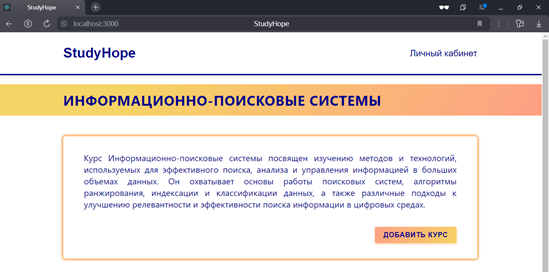 StudyHope
localhost:3000
StudyHope
StudyHope
Личный кабинет
ИНФОРМАЦИОННО-ПОИСКОВЫЕ СИСТЕМЫ
Курс Информационно-поисковые системы посвящен изучению методов и технологий,
используемых для эффективного поиска, анализа и управления информацией в больших
объемах данных. Он охватывает основы работы поисковых систем, алгоритмы
ранжирования, индексации и классификации данных, а также различные подходы к
улучшению релевантности и эффективности поиска информации в цифровых средах.
ДОБАВИТЬ КУРС